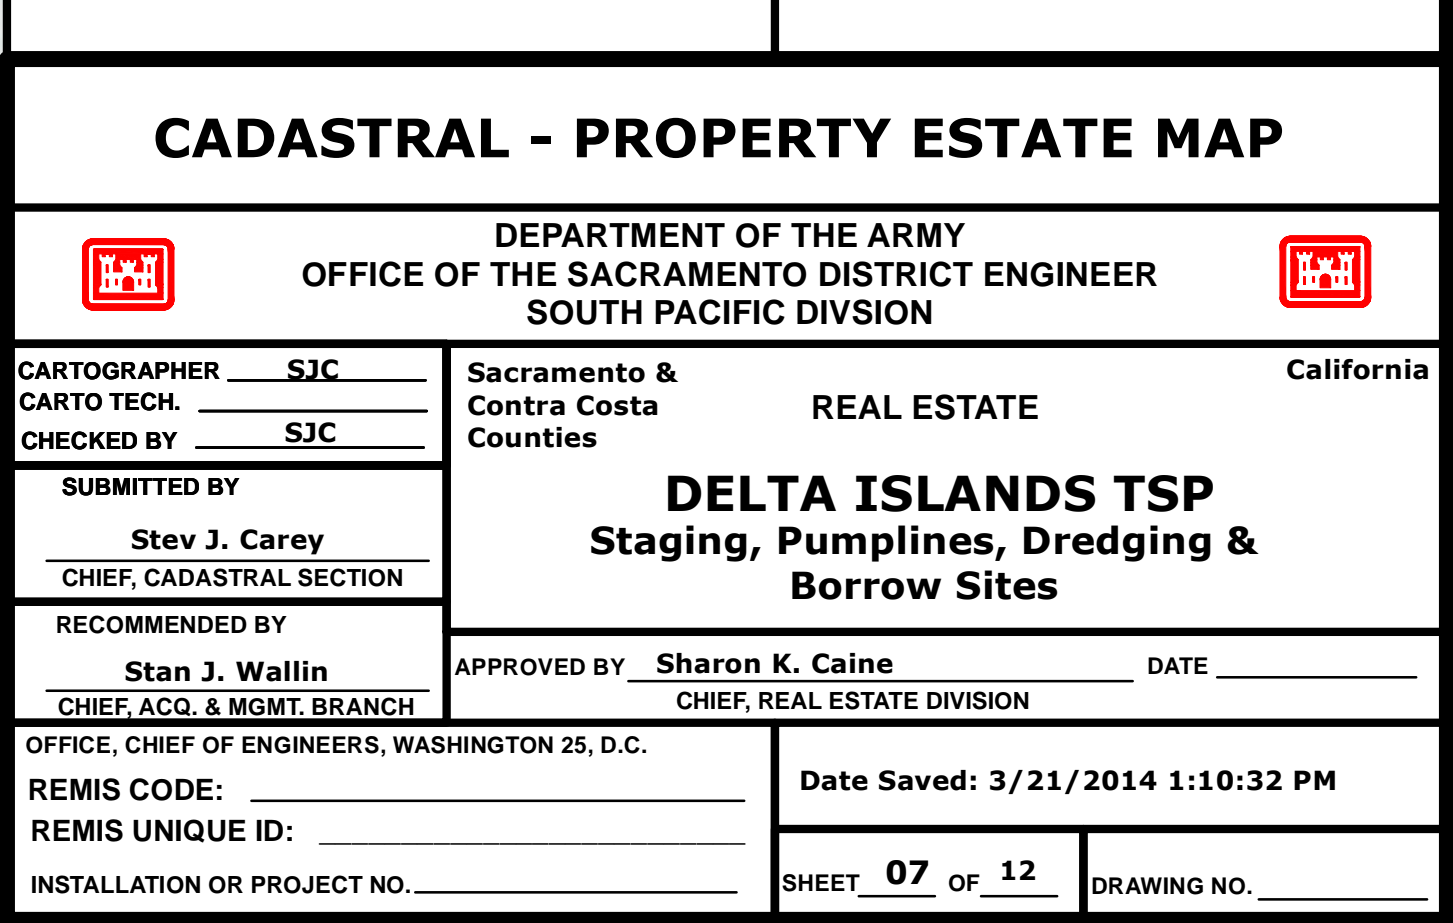 CADASTRAL - PROPERTY ESTATE MAP
DEPARTMENT OF THE ARMY
OFFICE OF THE SACRAMENTO DISTRICT ENGINEER
SOUTH PACIFIC DIVSION
CARTOGRAPHER SJC
CARTO TECH.
CHECKED BY SJC
SUBMITTED BY
Stev J. Carey
CHIEF, CADASTRAL SECTION
RECOMMENDED BY
Stan J. Wallin
CHIEF, ACQ. & MGMT. BRANCH
Sacramento &
Contra Costa
Counties
California
REAL ESTATE
DELTA ISLANDS TSP
Staging, Pumplines, Dredging &
Borrow Sites
APPROVED BY Sharon K. Caine DATE
CHIEF, REAL ESTATE DIVISION
OFFICE, CHIEF OF ENGINEERS, WASHINGTON 25, D.C.
REMIS CODE:
REMIS UNIQUE ID:
INSTALLATION OR PROJECT NO.
Date Saved: 3/21/2014 1:10:32 PM
SHEET 07 OF 12
DRAWING NO.